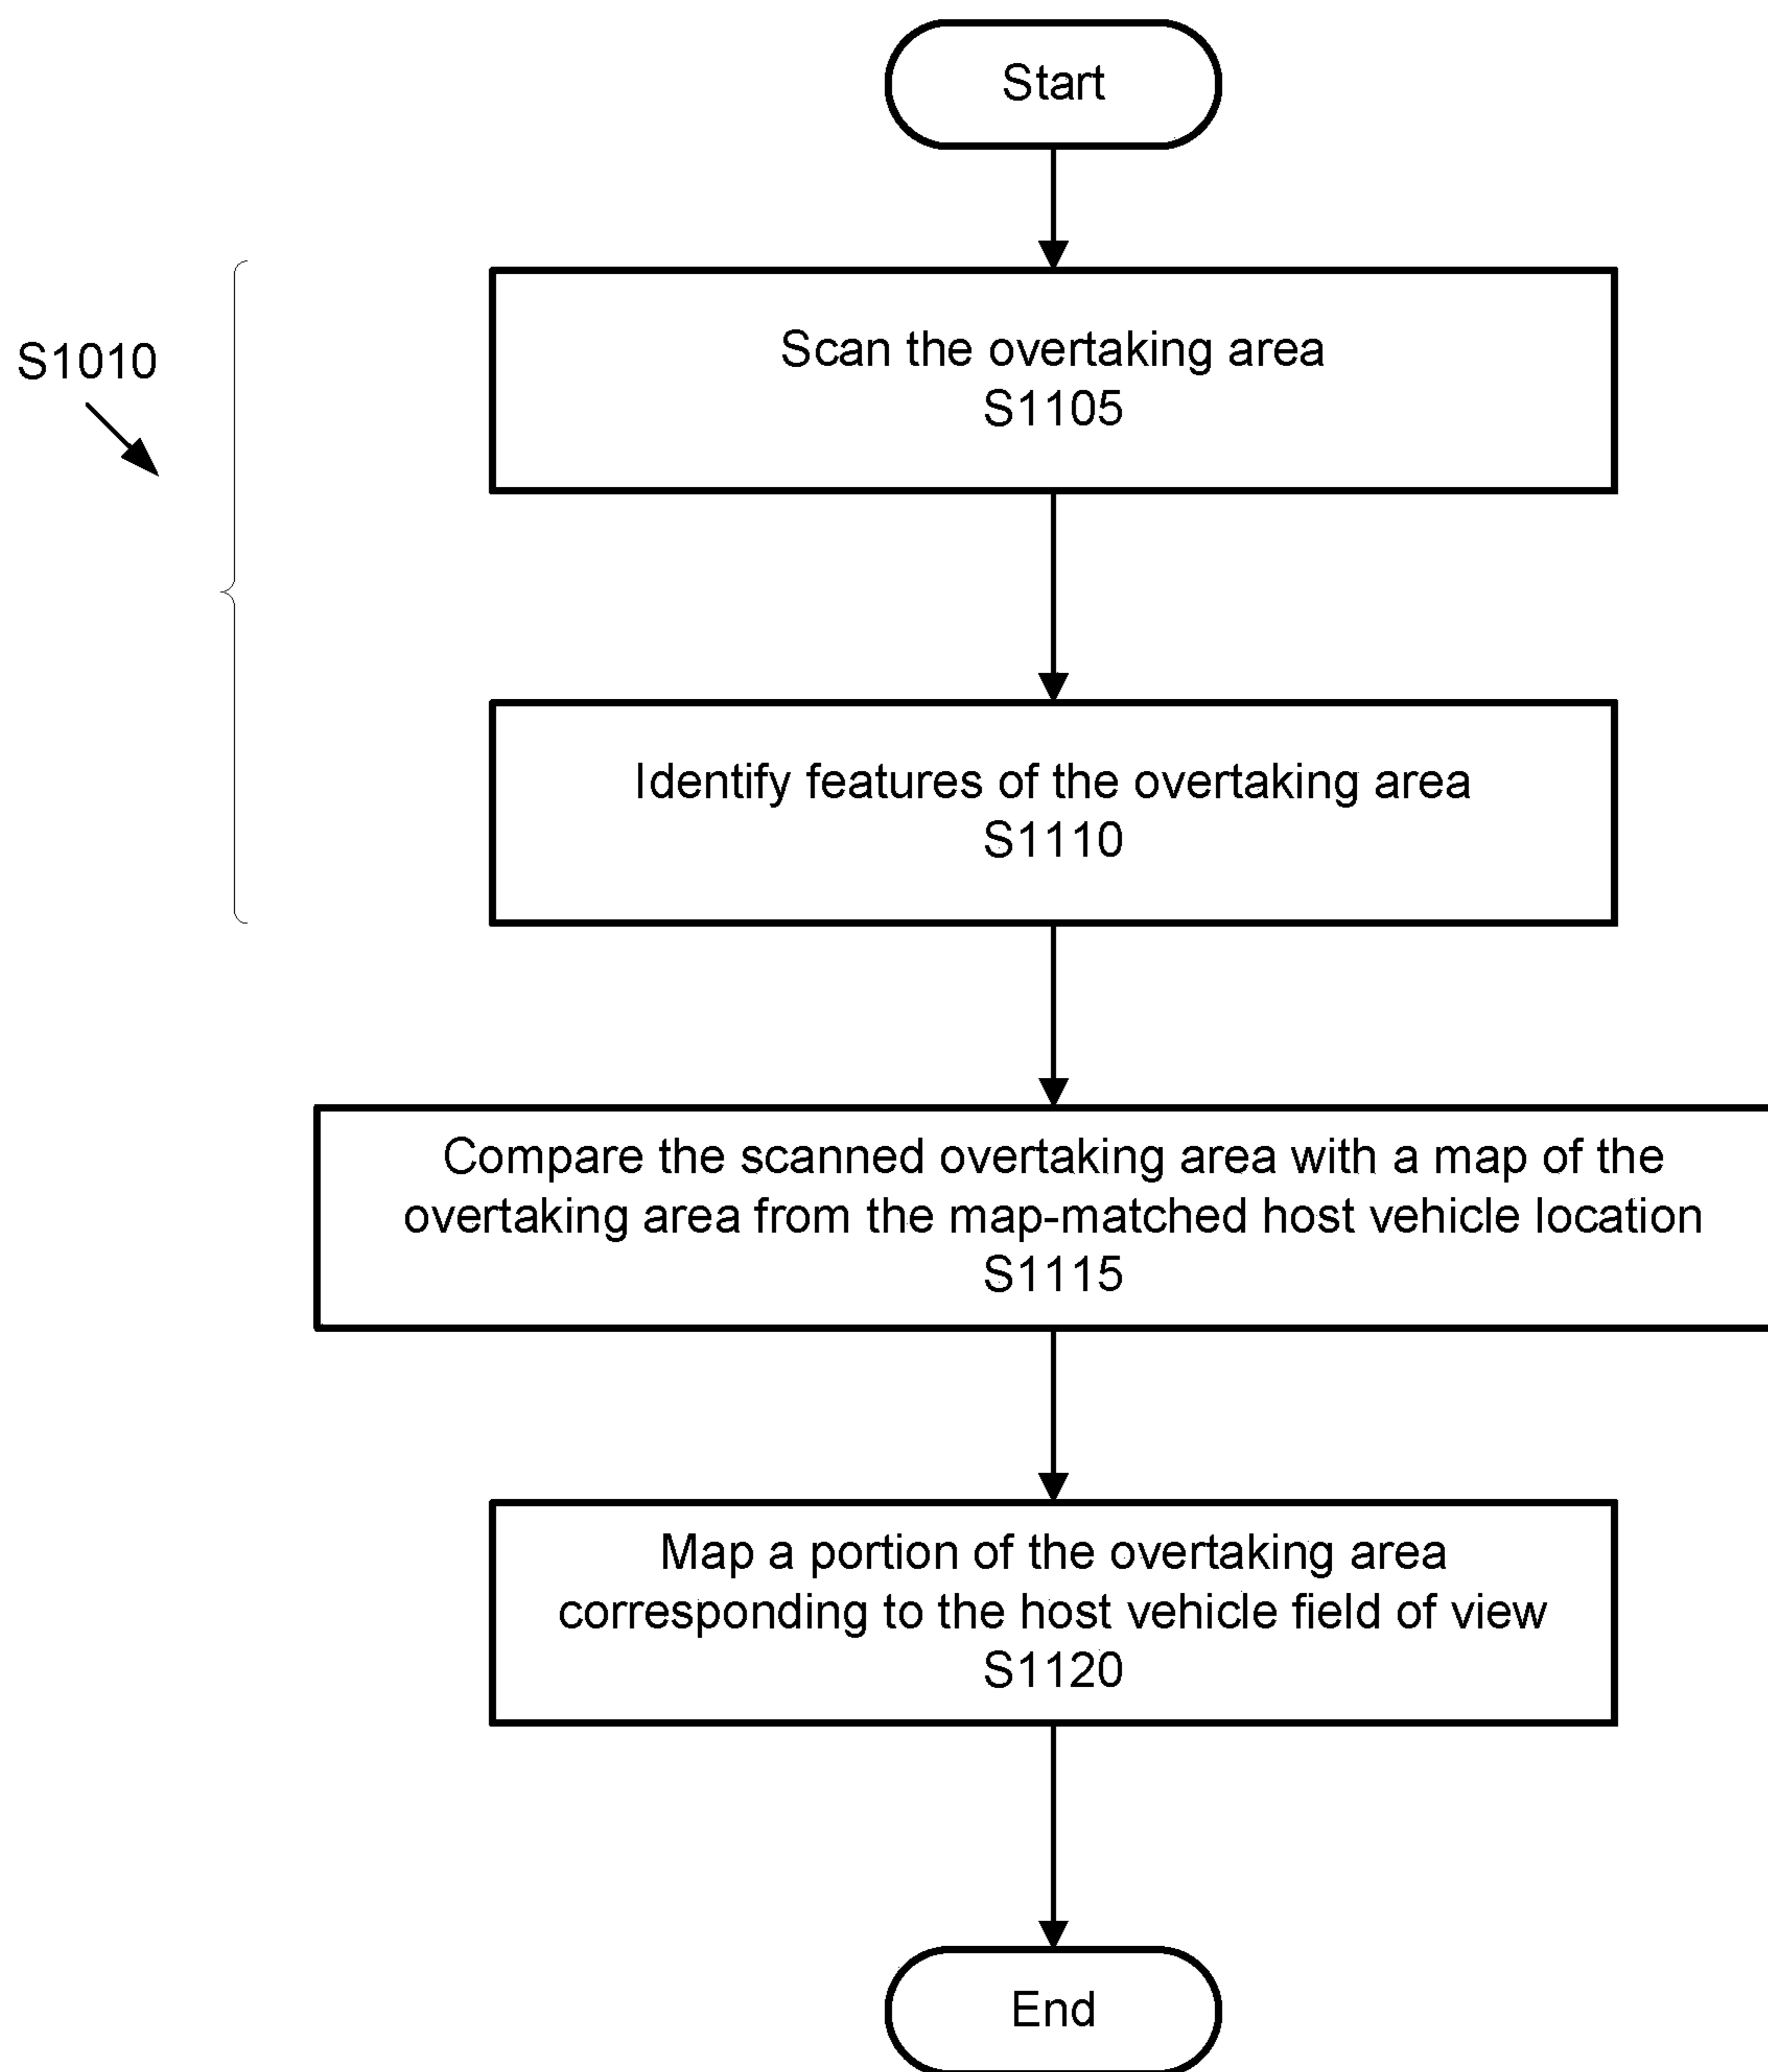 Start
S1010
Scan the overtaking area
S1105
Identify features of the overtaking area
S1110
Compare the scanned overtaking area with a map of the
overtaking area from the map-matched host vehicle location
S1115
Map a portion of the overtaking area
corresponding to the host vehicle field of view
S1120
End